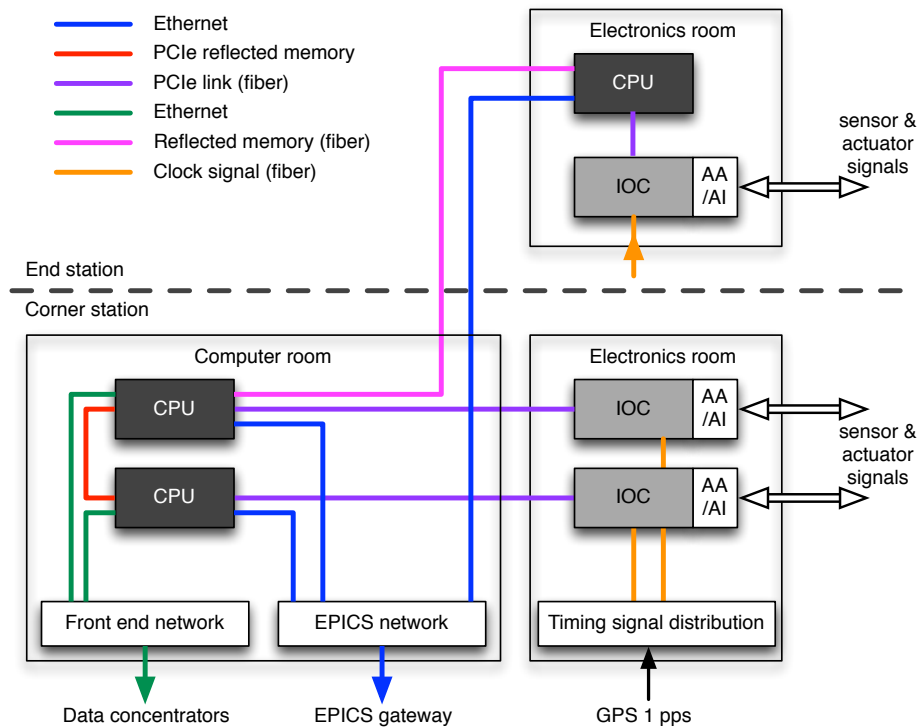 Ethernet
PCIe reflected memory
PCIe link (fiber)
Ethernet
Reflected memory (fiber)
Clock signal (fiber)
Electronics room
CPU
IOC
AA
/AI
sensor &
actuator
signals
End station
Corner station
Computer room
CPU
CPU
Front end network
EPICS network
Data concentrators
EPICS gateway
Electronics room
IOC
AA
/AI
IOC
AA
/AI
sensor &
actuator
signals
Timing signal distribution
GPS 1 pps